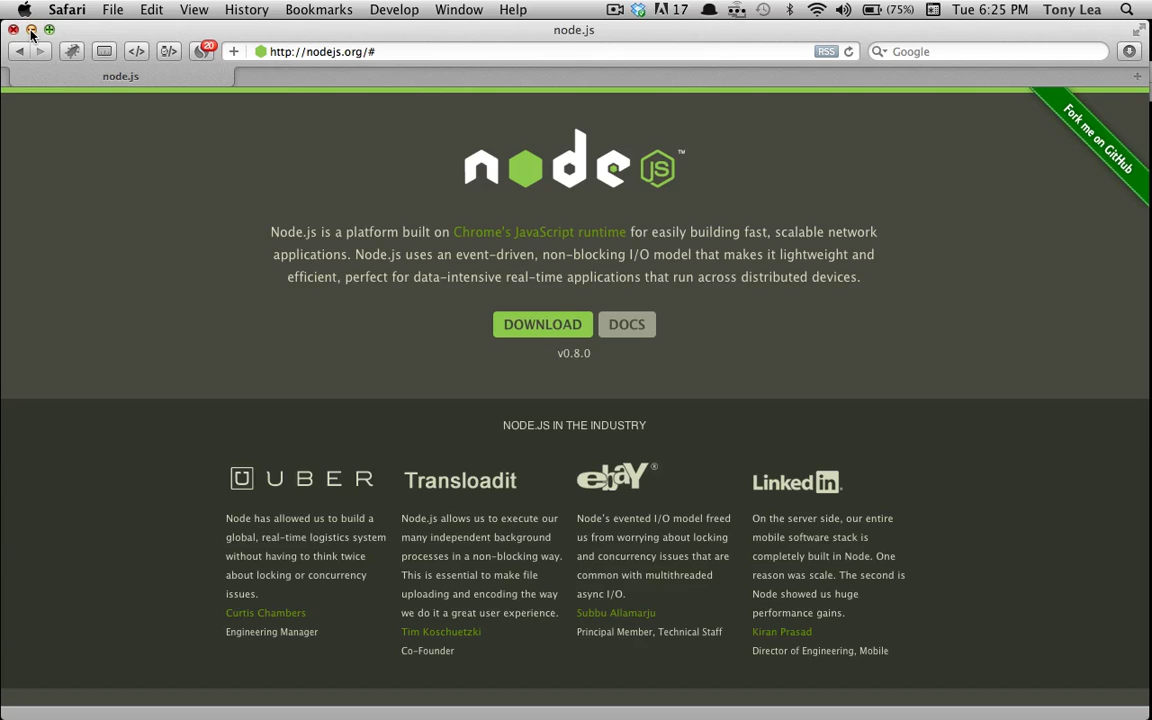 Safari File Edit View History Bookmarks Develop Window Help 17 (75%) Tue 6:25 PM Tony Lea
node.js
20 http://nodejs.org/# RSS Google
node.js
Fork me on GitHub
node JS ™
Node.js is a platform built on Chrome's JavaScript runtime for easily building fast, scalable network
applications. Node.js uses an event-driven, non-blocking I/O model that makes it lightweight and
efficient, perfect for data-intensive real-time applications that run across distributed devices.
DOWNLOAD DOCS
v0.8.0
NODE.JS IN THE INDUSTRY
UBER
Node has allowed us to build a
global, real-time logistics system
without having to think twice
about locking or concurrency
issues.
Curtis Chambers
Engineering Manager
Transloadit
Node.js allows us to execute our
many independent background
processes in a non-blocking way.
This is essential to make file
uploading and encoding the way
we do it a great user experience.
Tim Koschuetzki
Co-Founder
ebaY®
Node's evented I/O model freed
us from worrying about locking
and concurrency issues that are
common with multithreaded
async I/O.
Subbu Allamarju
Principal Member, Technical Staff
Linked in
On the server side, our entire
mobile software stack is
completely built in Node. One
reason was scale. The second is
Node showed us huge
performance gains.
Kiran Prasad
Director of Engineering, Mobile